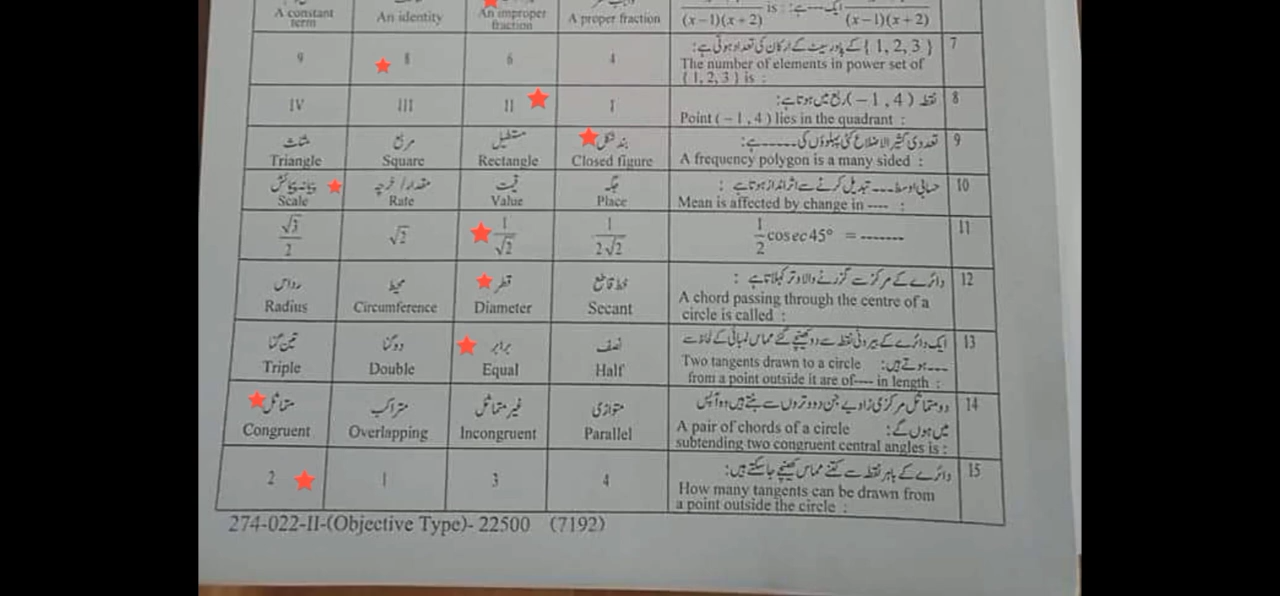 A constant term An identity An improper fraction A proper fraction (x−1)(x+2) ایک---ہے: is : (x−1)(x+2)
7 { 1, 2, 3 } کے پاور سیٹ کے ارکان کی تعداد ہوتی ہے:
The number of elements in power set of
{ 1, 2, 3 } is :
4 6 8 9
8 نقطہ ( −1 , 4 ) ربع میں ہوتا ہے:
Point ( −1 , 4 ) lies in the quadrant :
I II III IV
9 تعددی کثیر الاضلاع کئی پہلوؤں کی------ہے:
A frequency polygon is a many sided :
بند شکل مستطیل مربع مثلث
Closed figure Rectangle Square Triangle
10 حسابی اوسط --- تبدیل کرنے سے اثر انداز ہوتا ہے :
Mean is affected by change in ---- :
جگہ قیمت مقدار/خرچہ پیمانہ پیمائش
Place Value Rate Scale
11 1/2 cosec45° = -------
1/2√2 1/√2 √2 √3/2
12 دائرے کے مرکز سے گزرنے والا وتر کہلاتا ہے :
A chord passing through the centre of a
circle is called :
خط قاطع قطر محیط رداس
Secant Diameter Circumference Radius
13 ایک دائرے کے بیرونی نقطہ سے دو کھینچے گئے مماس لمبائی کے لحاظ سے
---ہوتے ہیں:
Two tangents drawn to a circle
from a point outside it are of---- in length :
نصف برابر دوگنا تین گنا
Half Equal Double Triple
14 دو متماثل مرکزی زاویے جن دو وتروں سے بنتے ہیں وہ آپس
میں ہوں گے:
A pair of chords of a circle
subtending two congruent central angles is :
متوازی غیر متماثل متراکب متماثل
Parallel Incongruent Overlapping Congruent
15 دائرے کے باہر نقطہ سے کتنے مماس کھینچے جا سکتے ہیں:
How many tangents can be drawn from
a point outside the circle :
4 3 1 2
274-022-II-(Objective Type)- 22500 (7192)